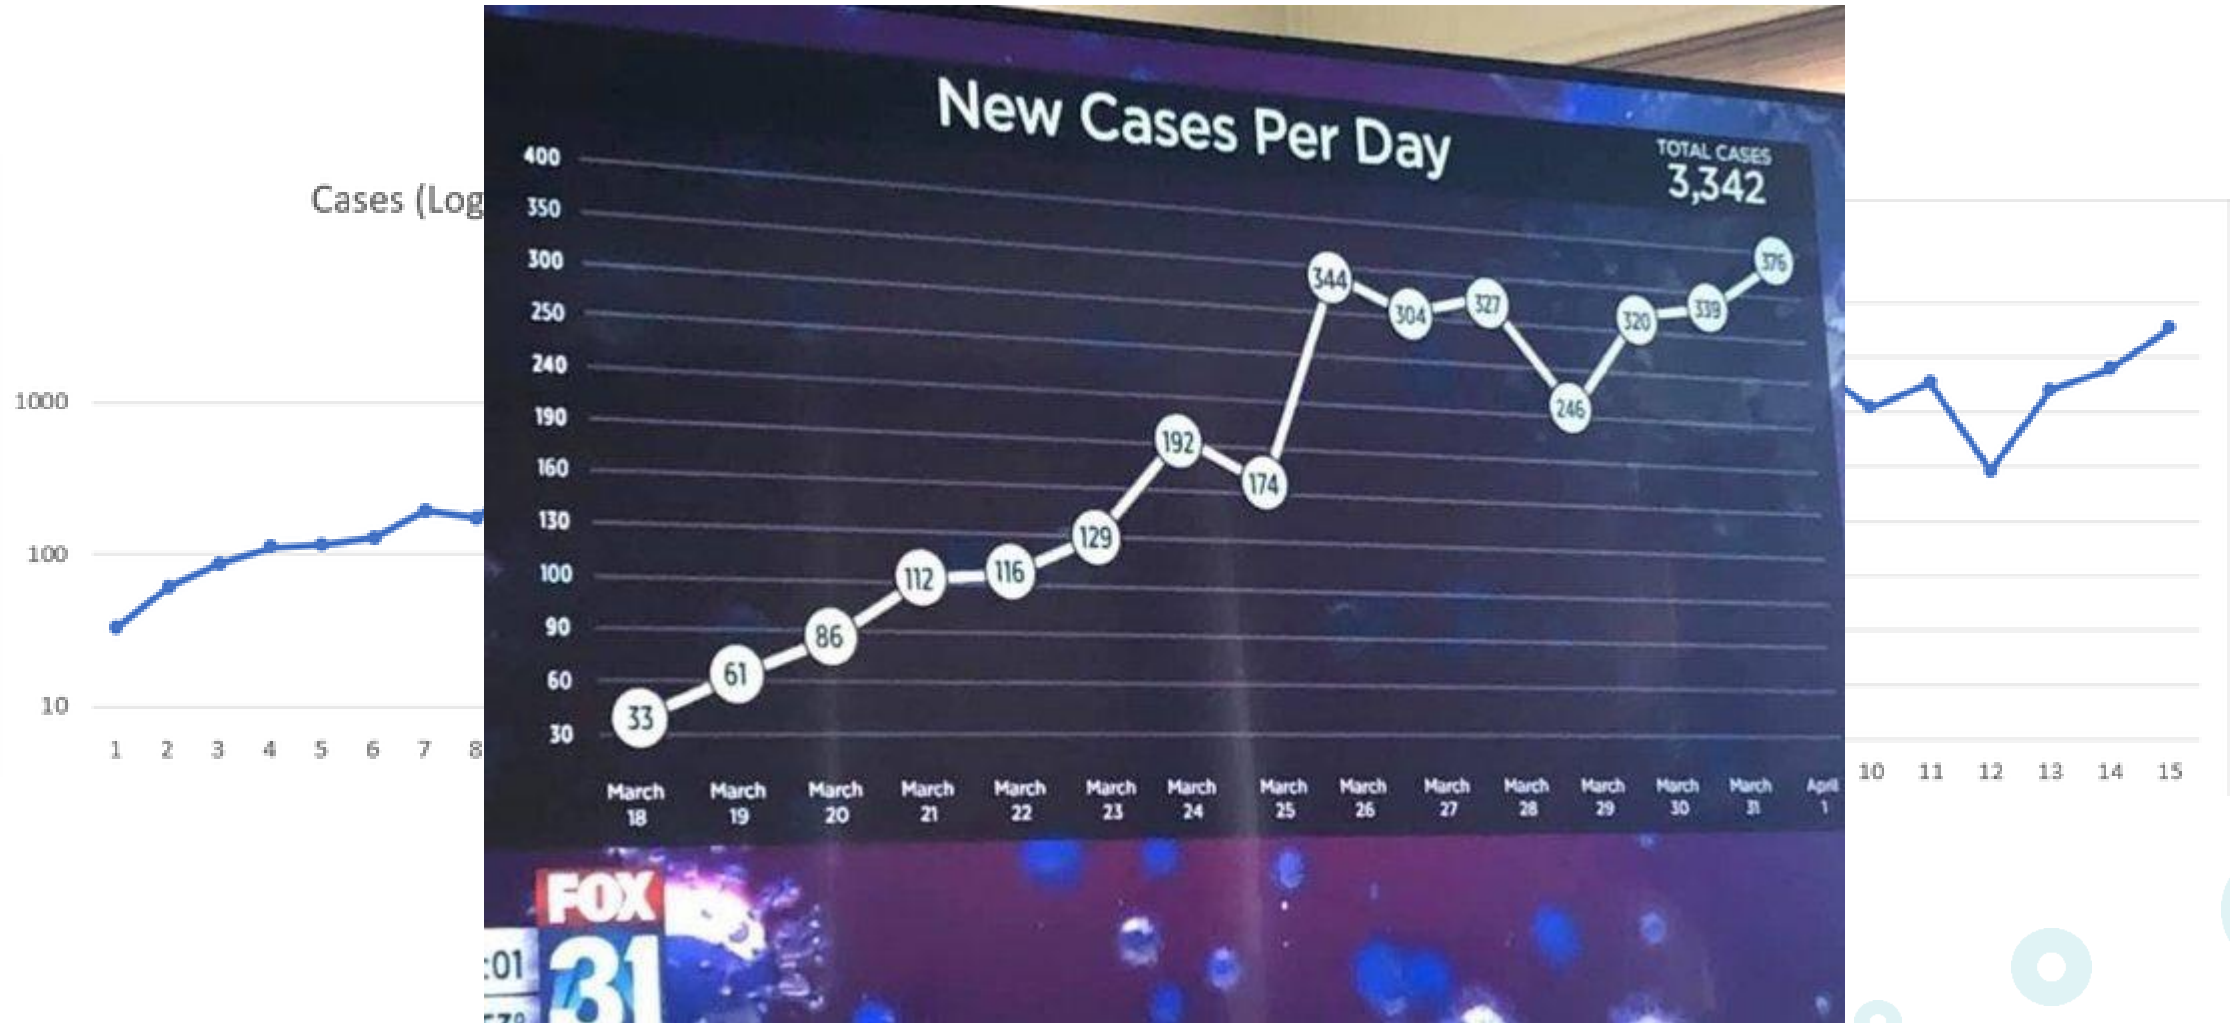 New Cases Per Day
TOTAL CASES
3,342
Cases (Log
400
350
300
250
240
190
160
130
100
90
60
30
33
61
86
112
116
129
192
174
344
304
327
246
320
339
376
March 18
March 19
March 20
March 21
March 22
March 23
March 24
March 25
March 26
March 27
March 28
March 29
March 30
March 31
April 1
1000
100
10
1 2 3 4 5 6 7 8
10 11 12 13 14 15
FOX
31
:01